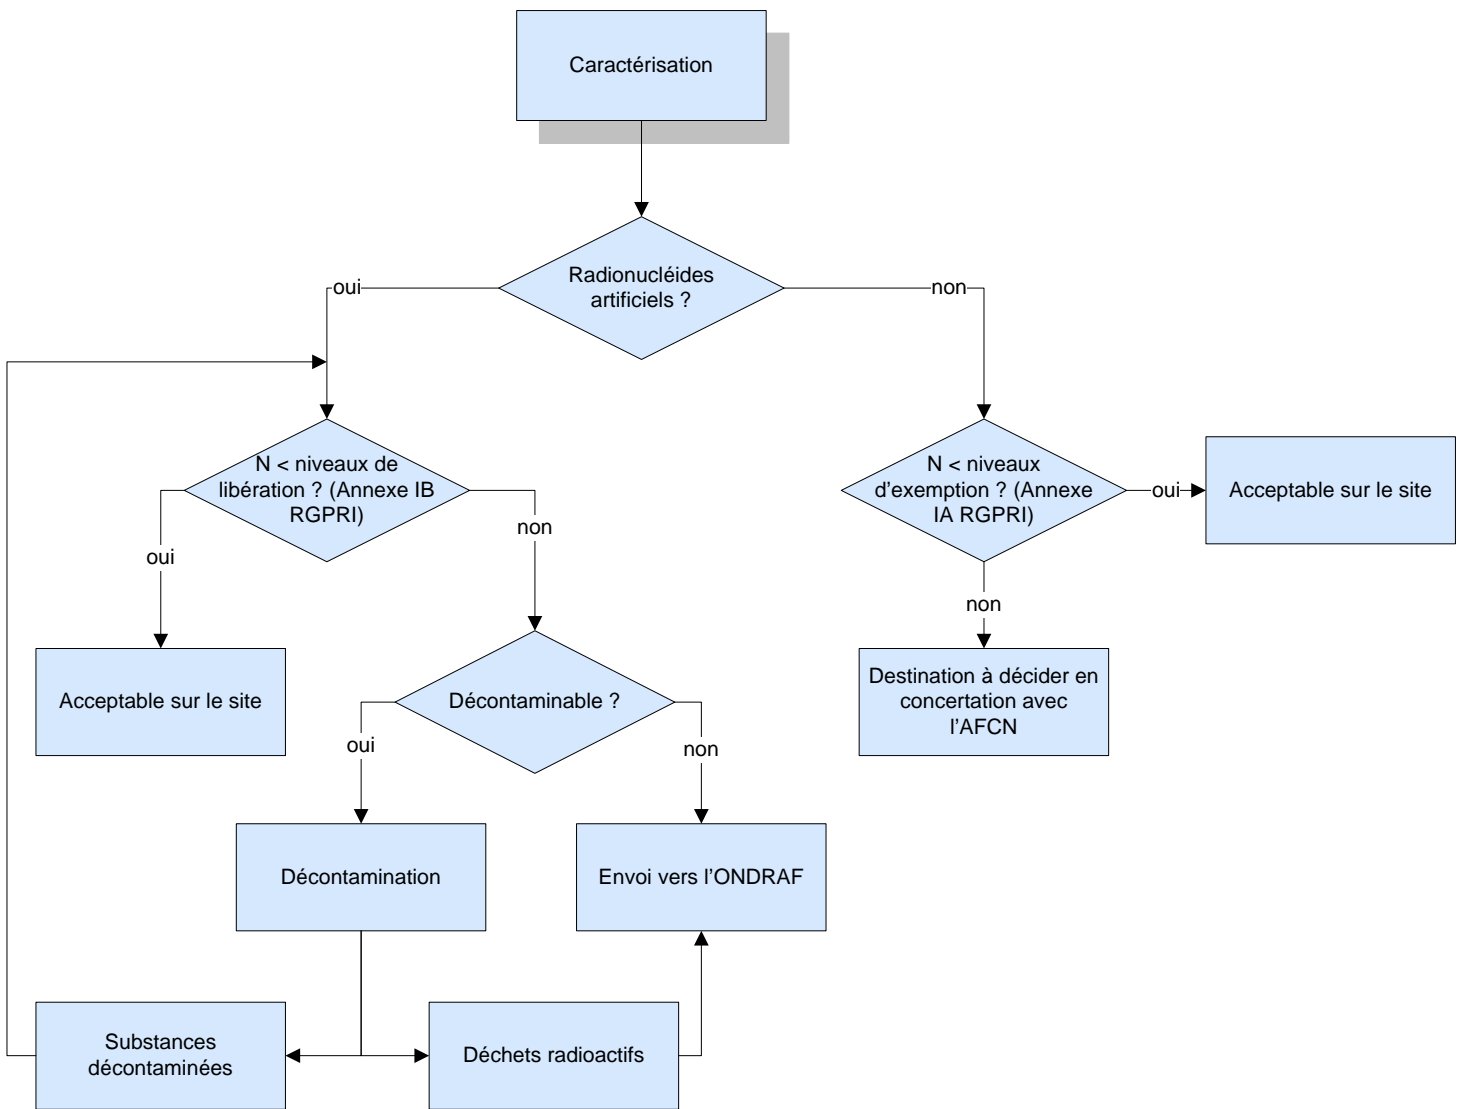 Caractérisation
Radionucléides
artificiels ?
oui
non
N < niveaux de
libération ? (Annexe IB
RGPRI)
N < niveaux
d’exemption ? (Annexe
IA RGPRI)
oui
Acceptable sur le site
non
oui
non
Acceptable sur le site
Décontaminable ?
Destination à décider en
concertation avec
l’AFCN
oui
non
Décontamination
Envoi vers l’ONDRAF
Substances
décontaminées
Déchets radioactifs